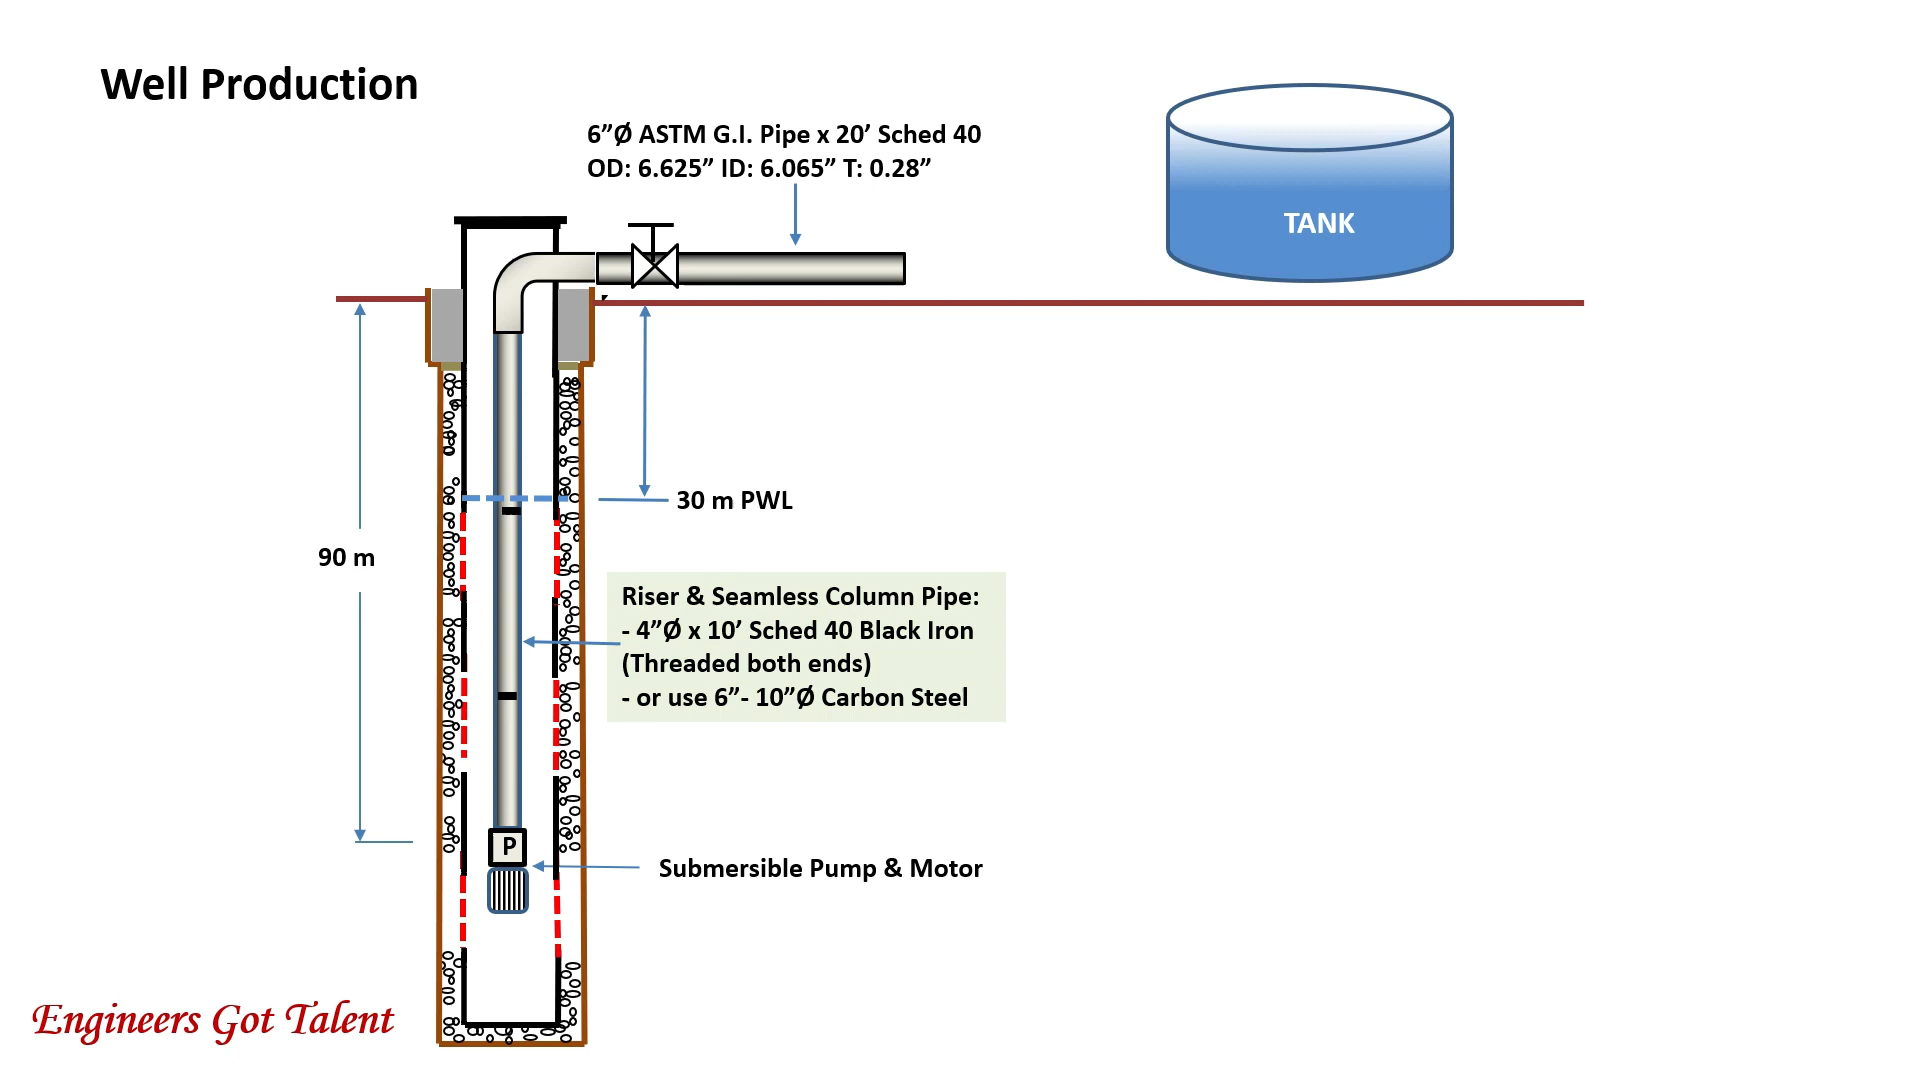 Well Production
6”Ø ASTM G.I. Pipe x 20’ Sched 40
OD: 6.625” ID: 6.065” T: 0.28”
TANK
30 m PWL
90 m
Riser & Seamless Column Pipe:
- 4”Ø x 10’ Sched 40 Black Iron
(Threaded both ends)
- or use 6”- 10”Ø Carbon Steel
P
Submersible Pump & Motor
Engineers Got Talent